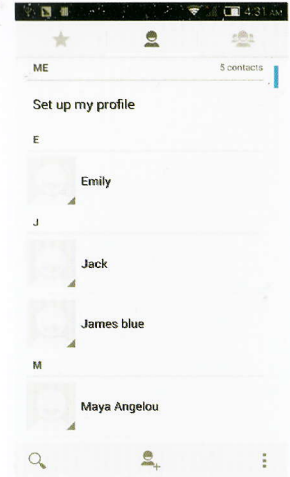 4:31 AM
ME 5 contacts
Set up my profile
E
Emily
J
Jack
James blue
M
Maya Angelou